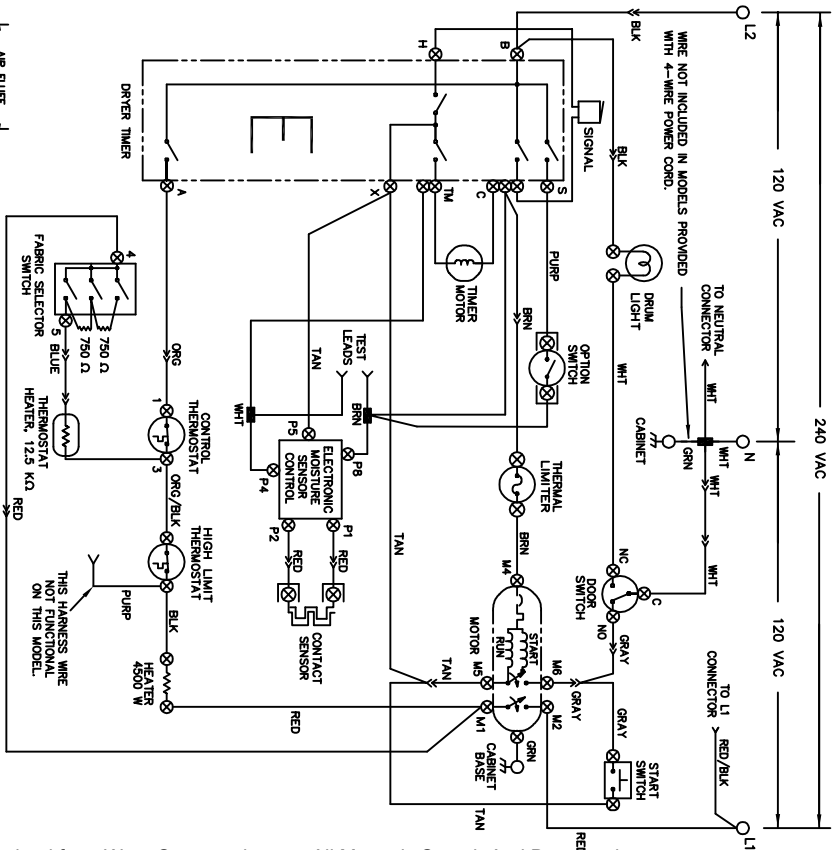 240 VAC
120 VAC
120 VAC
L2
N
L1
WIRE NOT INCLUDED IN MODELS PROVIDED
WITH 4-WIRE POWER CORD.
TO NEUTRAL
CONNECTOR
WHT
WHT
WHT
WHT
GRN
CABINET
TO L1
CONNECTOR
RED/BLK
BLK
BLK
DRUM
LIGHT
WHT
NC
C
NO
DOOR
SWITCH
GRAY
GRAY
GRAY
START
SWITCH
TAN
RED
SIGNAL
B
H
S
PURP
OPTION
SWITCH
BRN
THERMAL
LIMITER
BRN
M4
M6
M2
START
RUN
MOTOR
M5
M1
GRN
CABINET
BASE
C
TM
TIMER
MOTOR
X
TAN
TAN
TAN
TEST
LEADS
BRN
WHT
P5
P8
P4
ELECTRONIC
MOISTURE
SENSOR
CONTROL
P1
P2
RED
RED
CONTACT
SENSOR
RED
DRYER TIMER
A
ORG
1
CONTROL
THERMOSTAT
3
ORG/BLK
HIGH LIMIT
THERMOSTAT
BLK
HEATER
4500 W
PURP
THIS HARNESS WIRE
NOT FUNCTIONAL
ON THIS MODEL.
4
FABRIC SELECTOR
SWITCH
750 Ω
750 Ω
5
BLUE
THERMOSTAT
HEATER, 12.5 KΩ
RED
AIR FLUFF